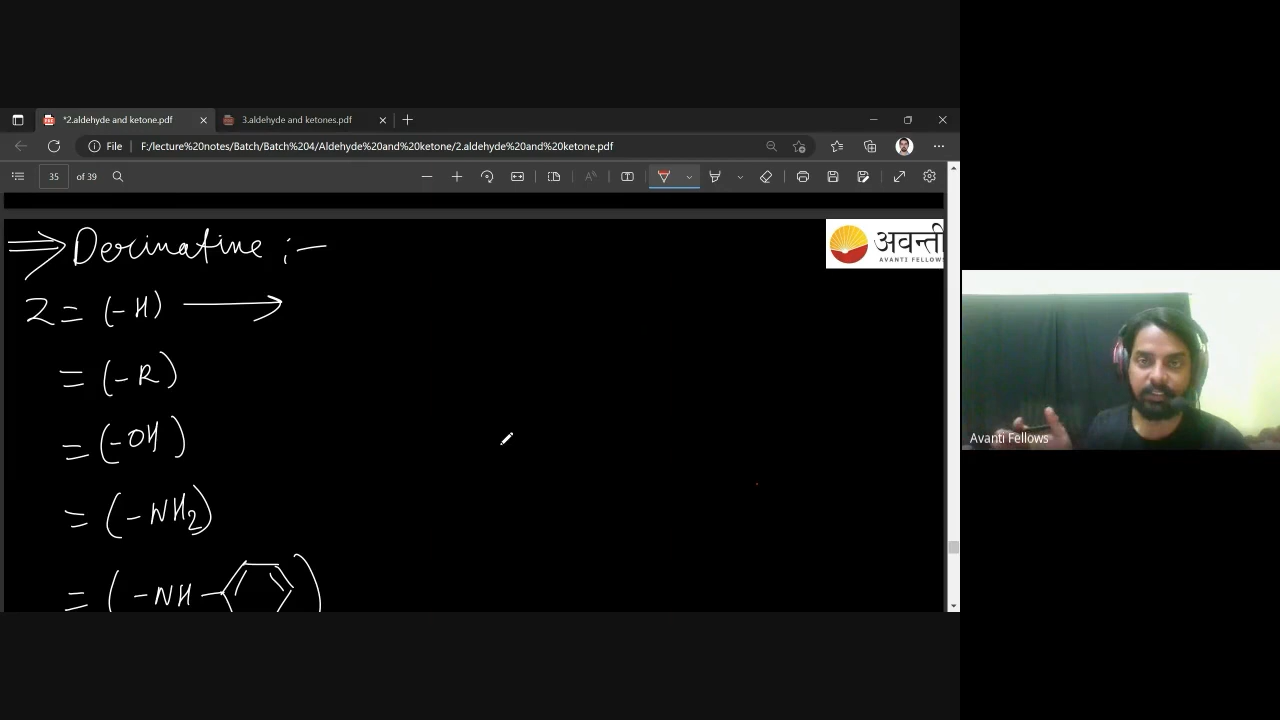 *2.aldehyde and ketone.pdf
3.aldehyde and ketones.pdf
File
F:/lecture%20notes/Batch/Batch%204/Aldehyde%20and%20ketone/2.aldehyde%20and%20ketone.pdf
35 of 39
⇒ Derivative :-
अवन्ती
AVANTI FELLOWS
Z = (-H) ⟶
= (-R)
= (-OH)
= (-NH2)
= (-NH-
Avanti Fellows